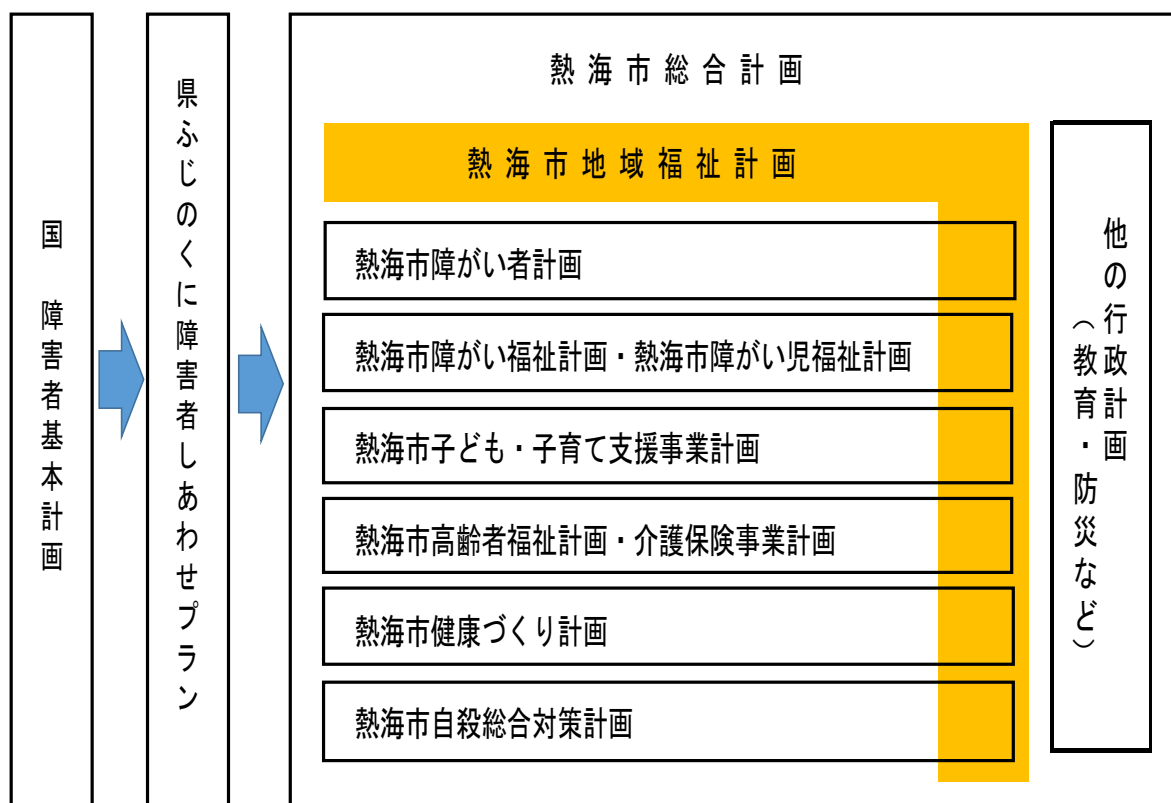 国　障害者基本計画
県ふじのくに障害者しあわせプラン
熱海市総合計画
熱海市地域福祉計画
熱海市障がい者計画
熱海市障がい福祉計画・熱海市障がい児福祉計画
熱海市子ども・子育て支援事業計画
熱海市高齢者福祉計画・介護保険事業計画
熱海市健康づくり計画
熱海市自殺総合対策計画
他の行政計画
（教育・防災など）